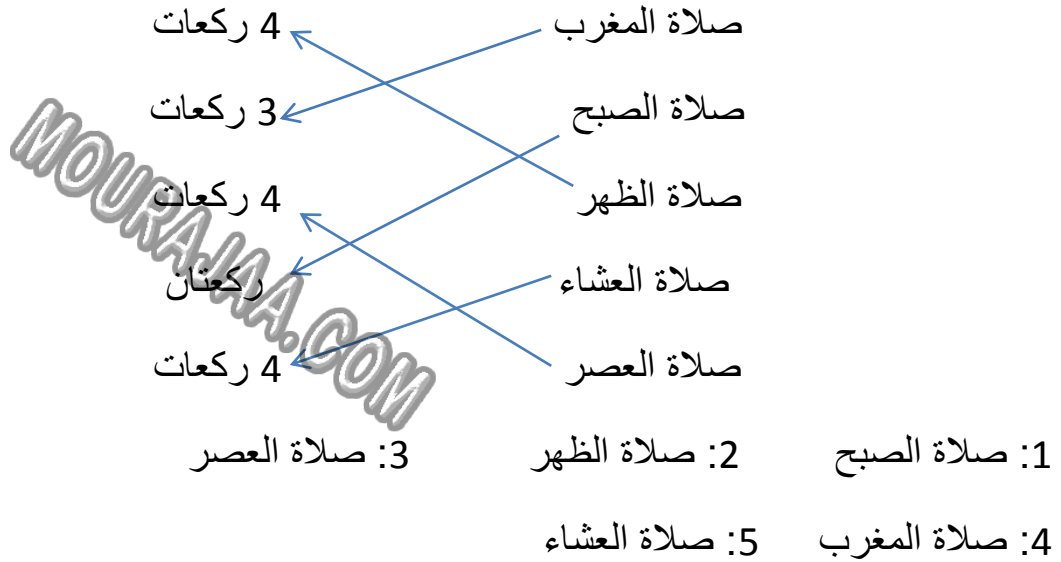 صلاة المغرب 4 ركعات
صلاة الصبح 3 ركعات
صلاة الظهر 4 ركعات
صلاة العشاء ركعتان
صلاة العصر 4 ركعات
1: صلاة الصبح 2: صلاة الظهر 3: صلاة العصر
4: صلاة المغرب 5: صلاة العشاء
MOURAJAA.COM